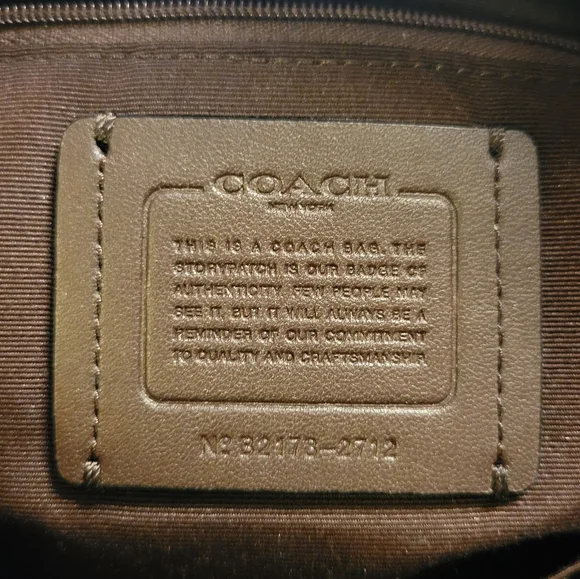 COACH
NEW YORK
THIS IS A COACH BAG. THE
STORYPATCH IS OUR BADGE OF
AUTHENTICITY. FEW PEOPLE MAY
SEE IT, BUT IT WILL ALWAYS BE A
REMINDER OF OUR COMMITMENT
TO QUALITY AND CRAFTSMANSHIP.
Nº 32173-2712